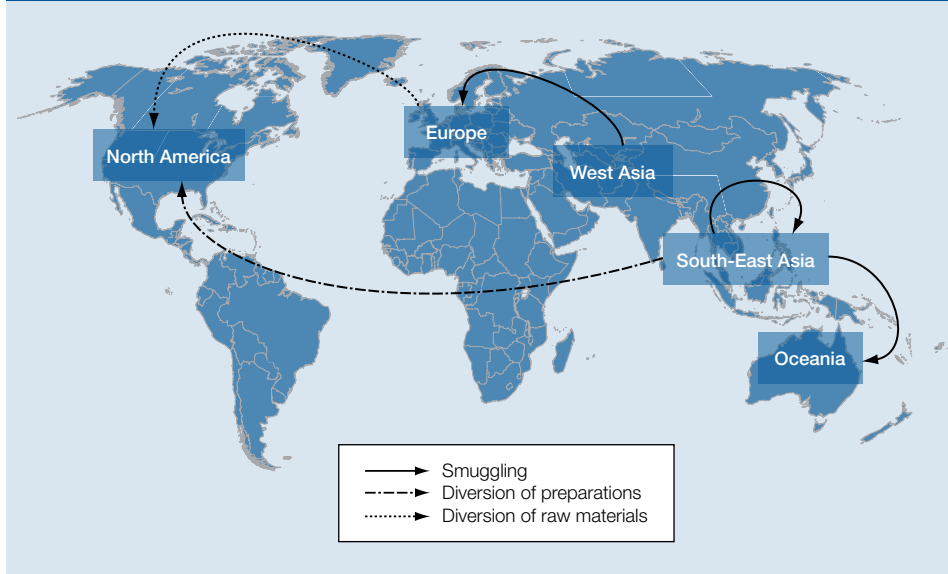 Europe
North America
West Asia
South-East Asia
Oceania
Smuggling
Diversion of preparations
Diversion of raw materials